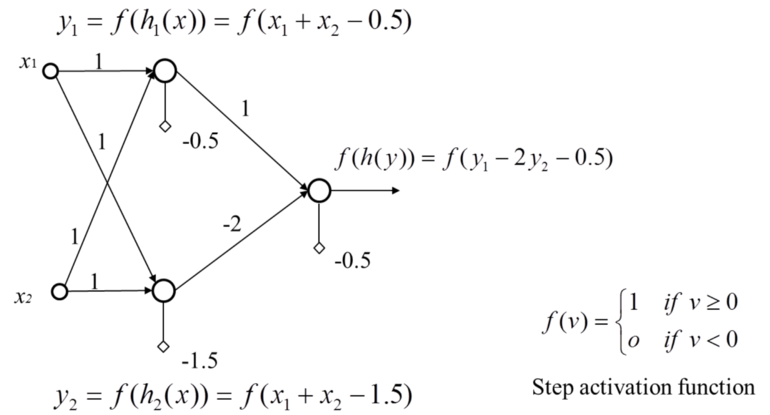 y₁ = f(h₁(x)) = f(x₁ + x₂ − 0.5)
x1
1
1
-0.5
1
f(h(y)) = f(y₁ − 2y₂ − 0.5)
1
-2
-0.5
x2
1
-1.5
y₂ = f(h₂(x)) = f(x₁ + x₂ − 1.5)
f(v) = {1 if v ≥ 0
o if v < 0
Step activation function